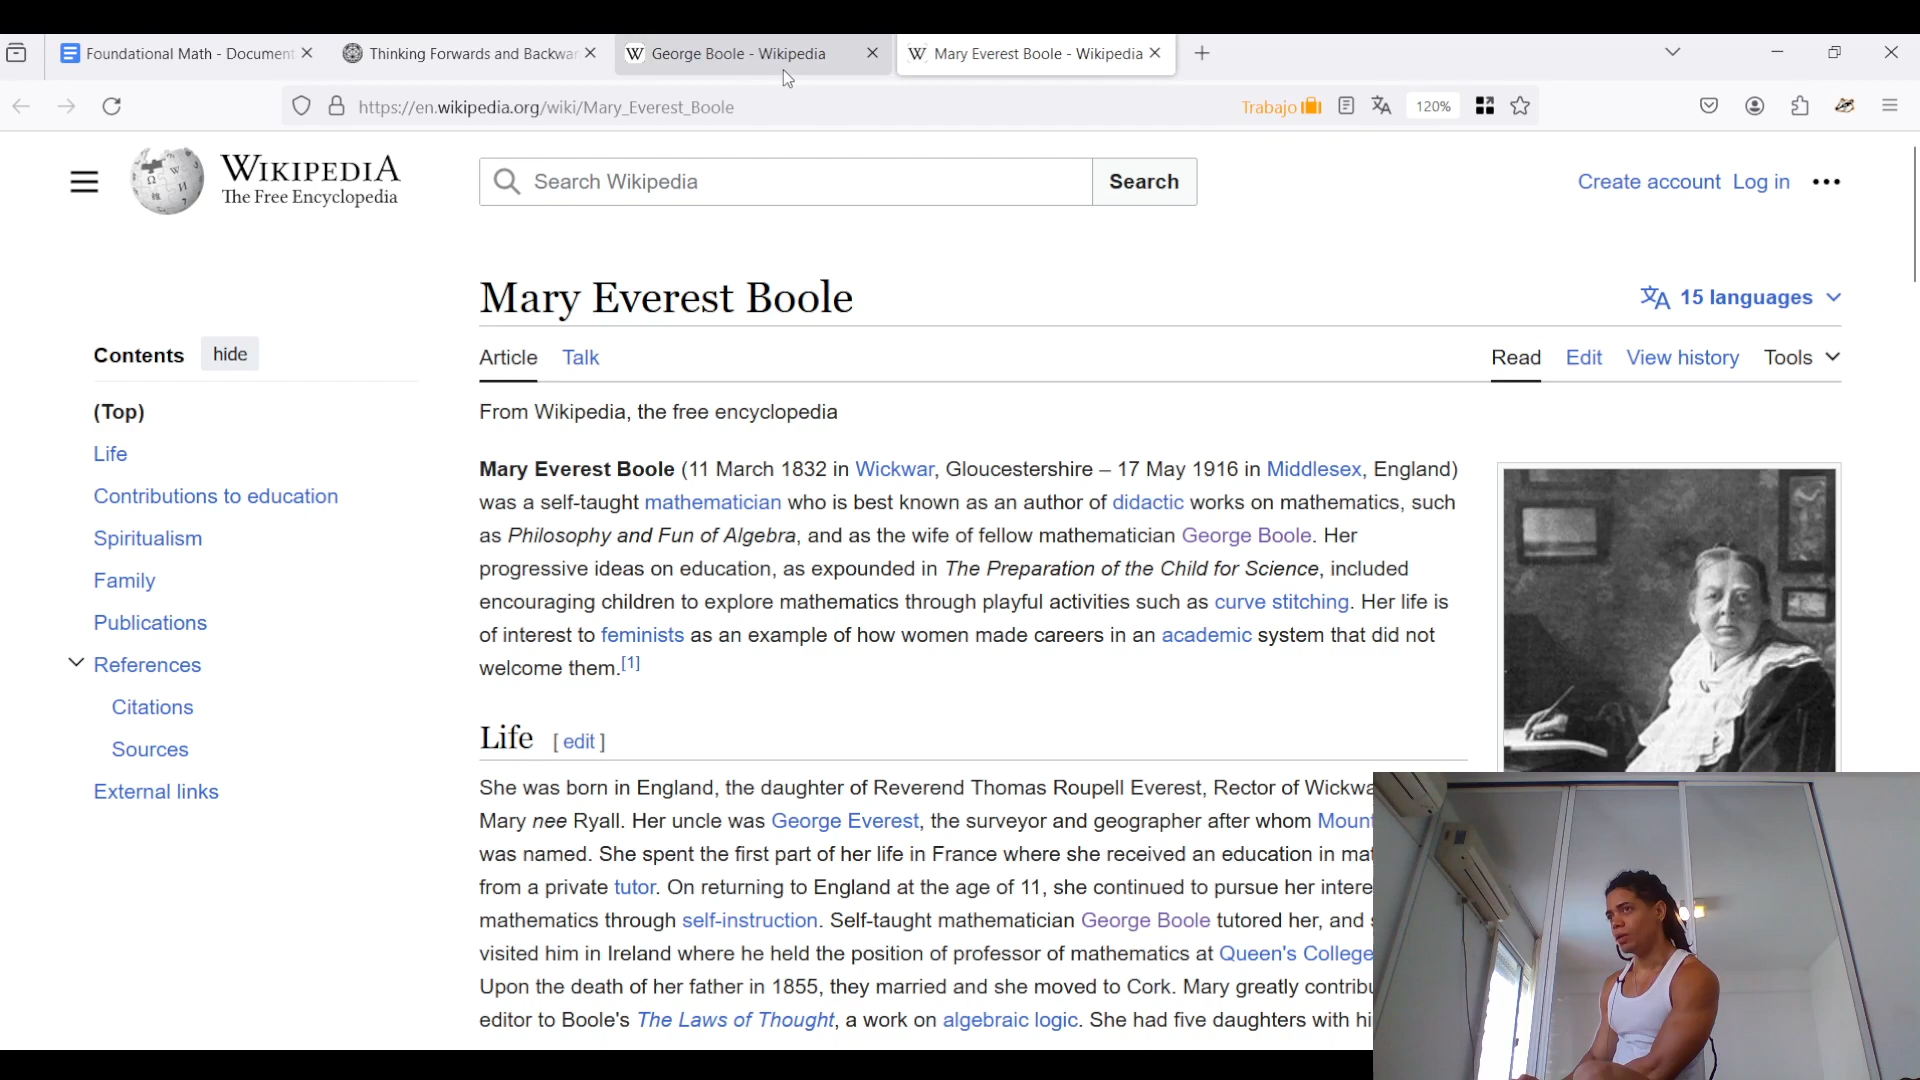 Foundational Math - Document
Thinking Forwards and Backwar
George Boole - Wikipedia
Mary Everest Boole - Wikipedia
https://en.wikipedia.org/wiki/Mary_Everest_Boole
Trabajo
120%
WIKIPEDIA
The Free Encyclopedia
Search Wikipedia
Search
Create account
Log in
Mary Everest Boole
15 languages
Contents
hide
Article
Talk
Read
Edit
View history
Tools
(Top)
Life
Contributions to education
Spiritualism
Family
Publications
References
Citations
Sources
External links
From Wikipedia, the free encyclopedia
Mary Everest Boole (11 March 1832 in Wickwar, Gloucestershire – 17 May 1916 in Middlesex, England)
was a self-taught mathematician who is best known as an author of didactic works on mathematics, such
as Philosophy and Fun of Algebra, and as the wife of fellow mathematician George Boole. Her
progressive ideas on education, as expounded in The Preparation of the Child for Science, included
encouraging children to explore mathematics through playful activities such as curve stitching. Her life is
of interest to feminists as an example of how women made careers in an academic system that did not
welcome them.[1]
Life [ edit ]
She was born in England, the daughter of Reverend Thomas Roupell Everest, Rector of Wickwa
Mary nee Ryall. Her uncle was George Everest, the surveyor and geographer after whom Moun
was named. She spent the first part of her life in France where she received an education in ma
from a private tutor. On returning to England at the age of 11, she continued to pursue her intere
mathematics through self-instruction. Self-taught mathematician George Boole tutored her, and
visited him in Ireland where he held the position of professor of mathematics at Queen's College
Upon the death of her father in 1855, they married and she moved to Cork. Mary greatly contribu
editor to Boole's The Laws of Thought, a work on algebraic logic. She had five daughters with hi